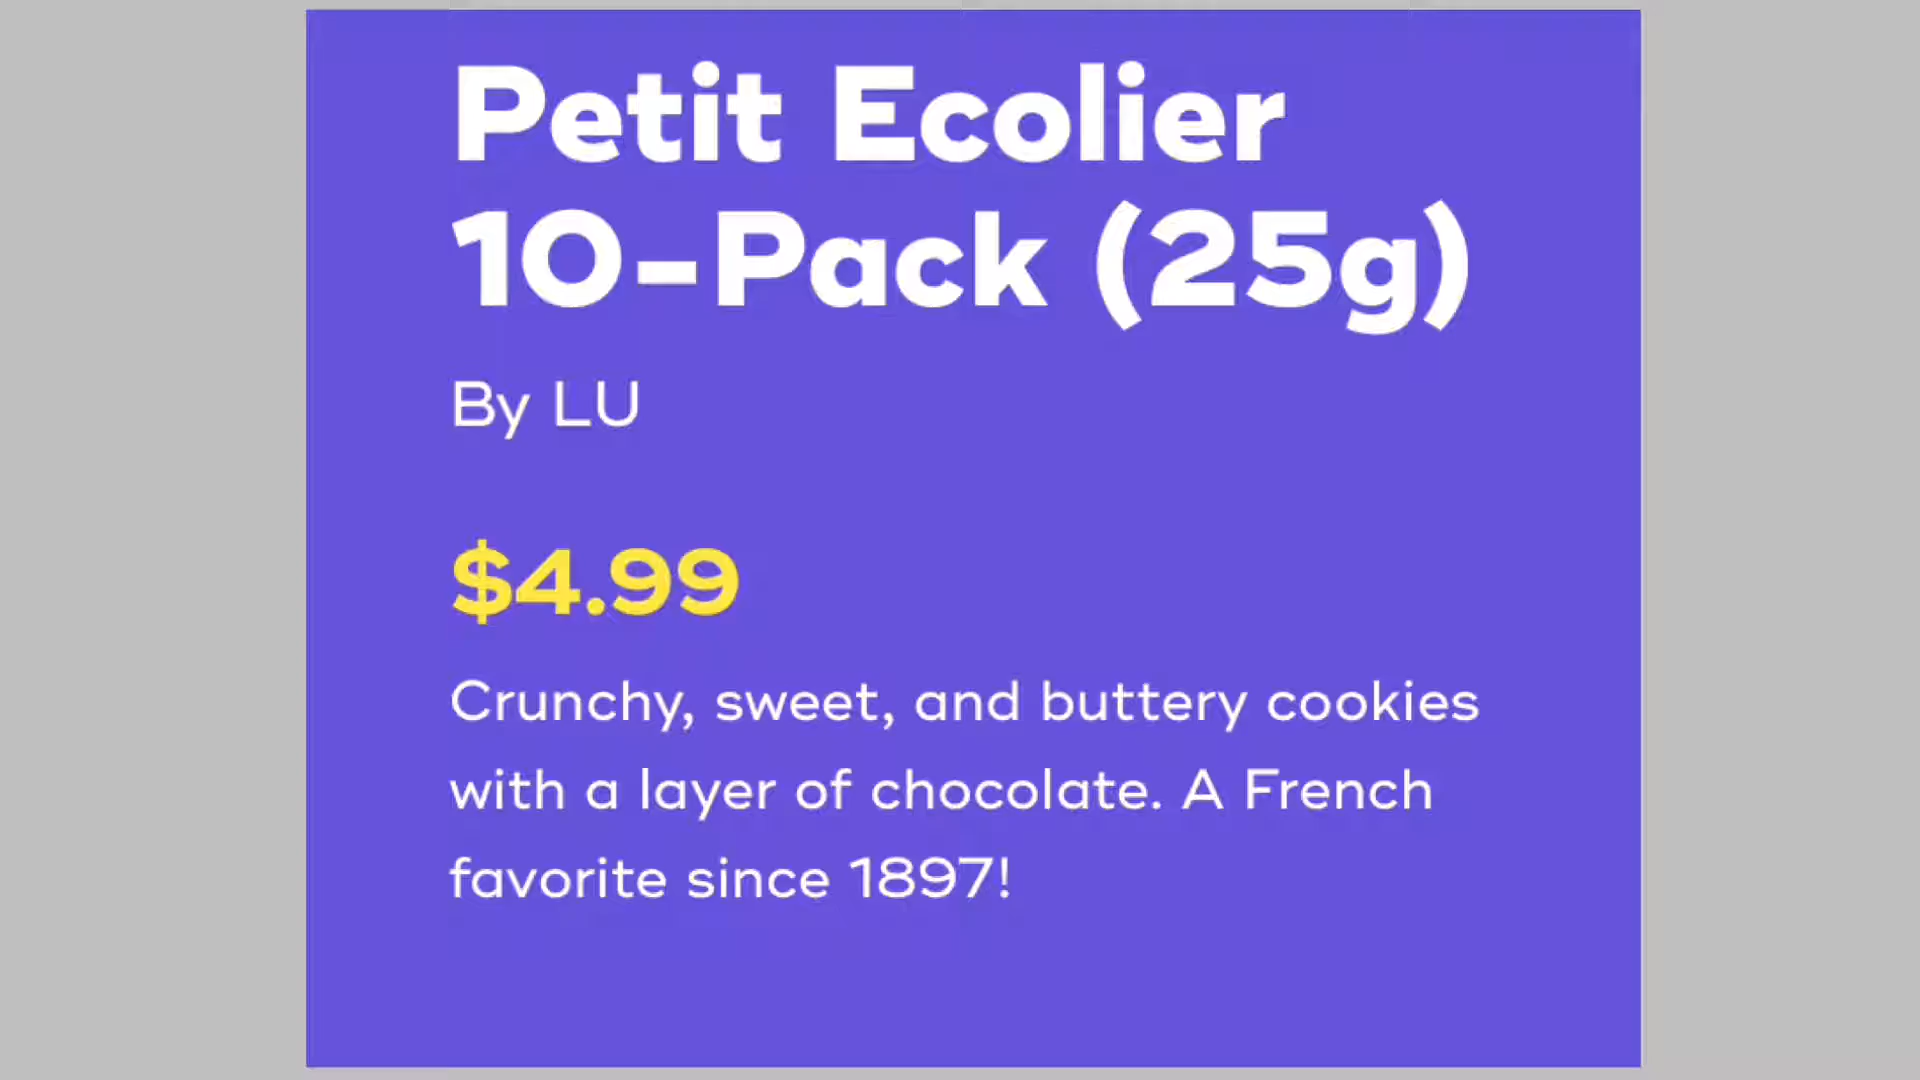 Petit Ecolier
10-Pack (25g)
By LU
$4.99
Crunchy, sweet, and buttery cookies
with a layer of chocolate. A French
favorite since 1897!